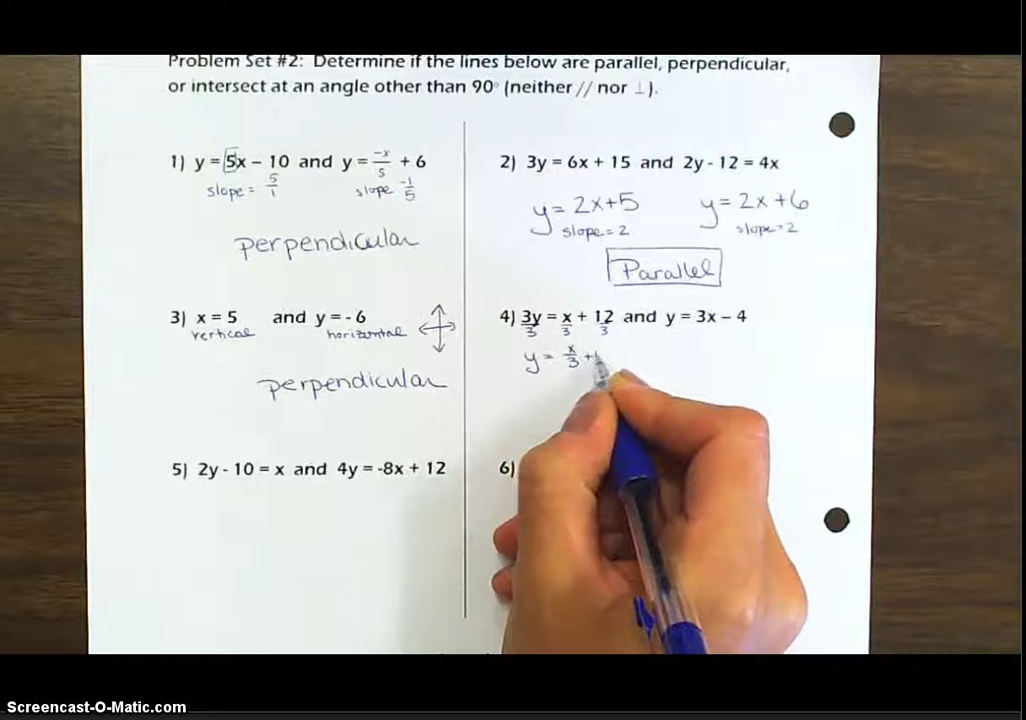 Problem Set #2: Determine if the lines below are parallel, perpendicular,
or intersect at an angle other than 90° (neither // nor ⊥).
1) y = 5x – 10 and y = -x/5 + 6
slope = 5/1 slope -1/5
perpendicular
2) 3y = 6x + 15 and 2y - 12 = 4x
y = 2x+5 y = 2x+6
slope=2 slope=2
Parallel
3) x = 5 and y = - 6
vertical horizontal
perpendicular
4) 3y = x + 12 and y = 3x – 4
3 3 3
y = x/3 +
5) 2y - 10 = x and 4y = -8x + 12
6)
Screencast-O-Matic.com